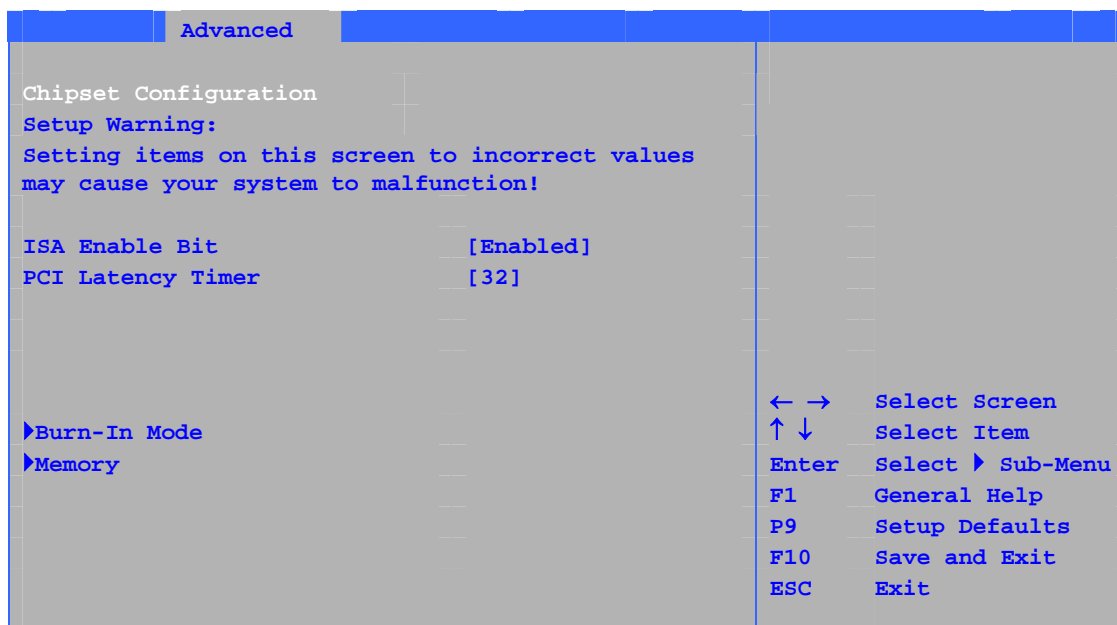 Advanced
Chipset Configuration
Setup Warning:
Setting items on this screen to incorrect values
may cause your system to malfunction!
ISA Enable Bit [Enabled]
PCI Latency Timer [32]
▶Burn-In Mode
▶Memory
← → Select Screen
↑ ↓ Select Item
Enter Select ▶ Sub-Menu
F1 General Help
P9 Setup Defaults
F10 Save and Exit
ESC Exit